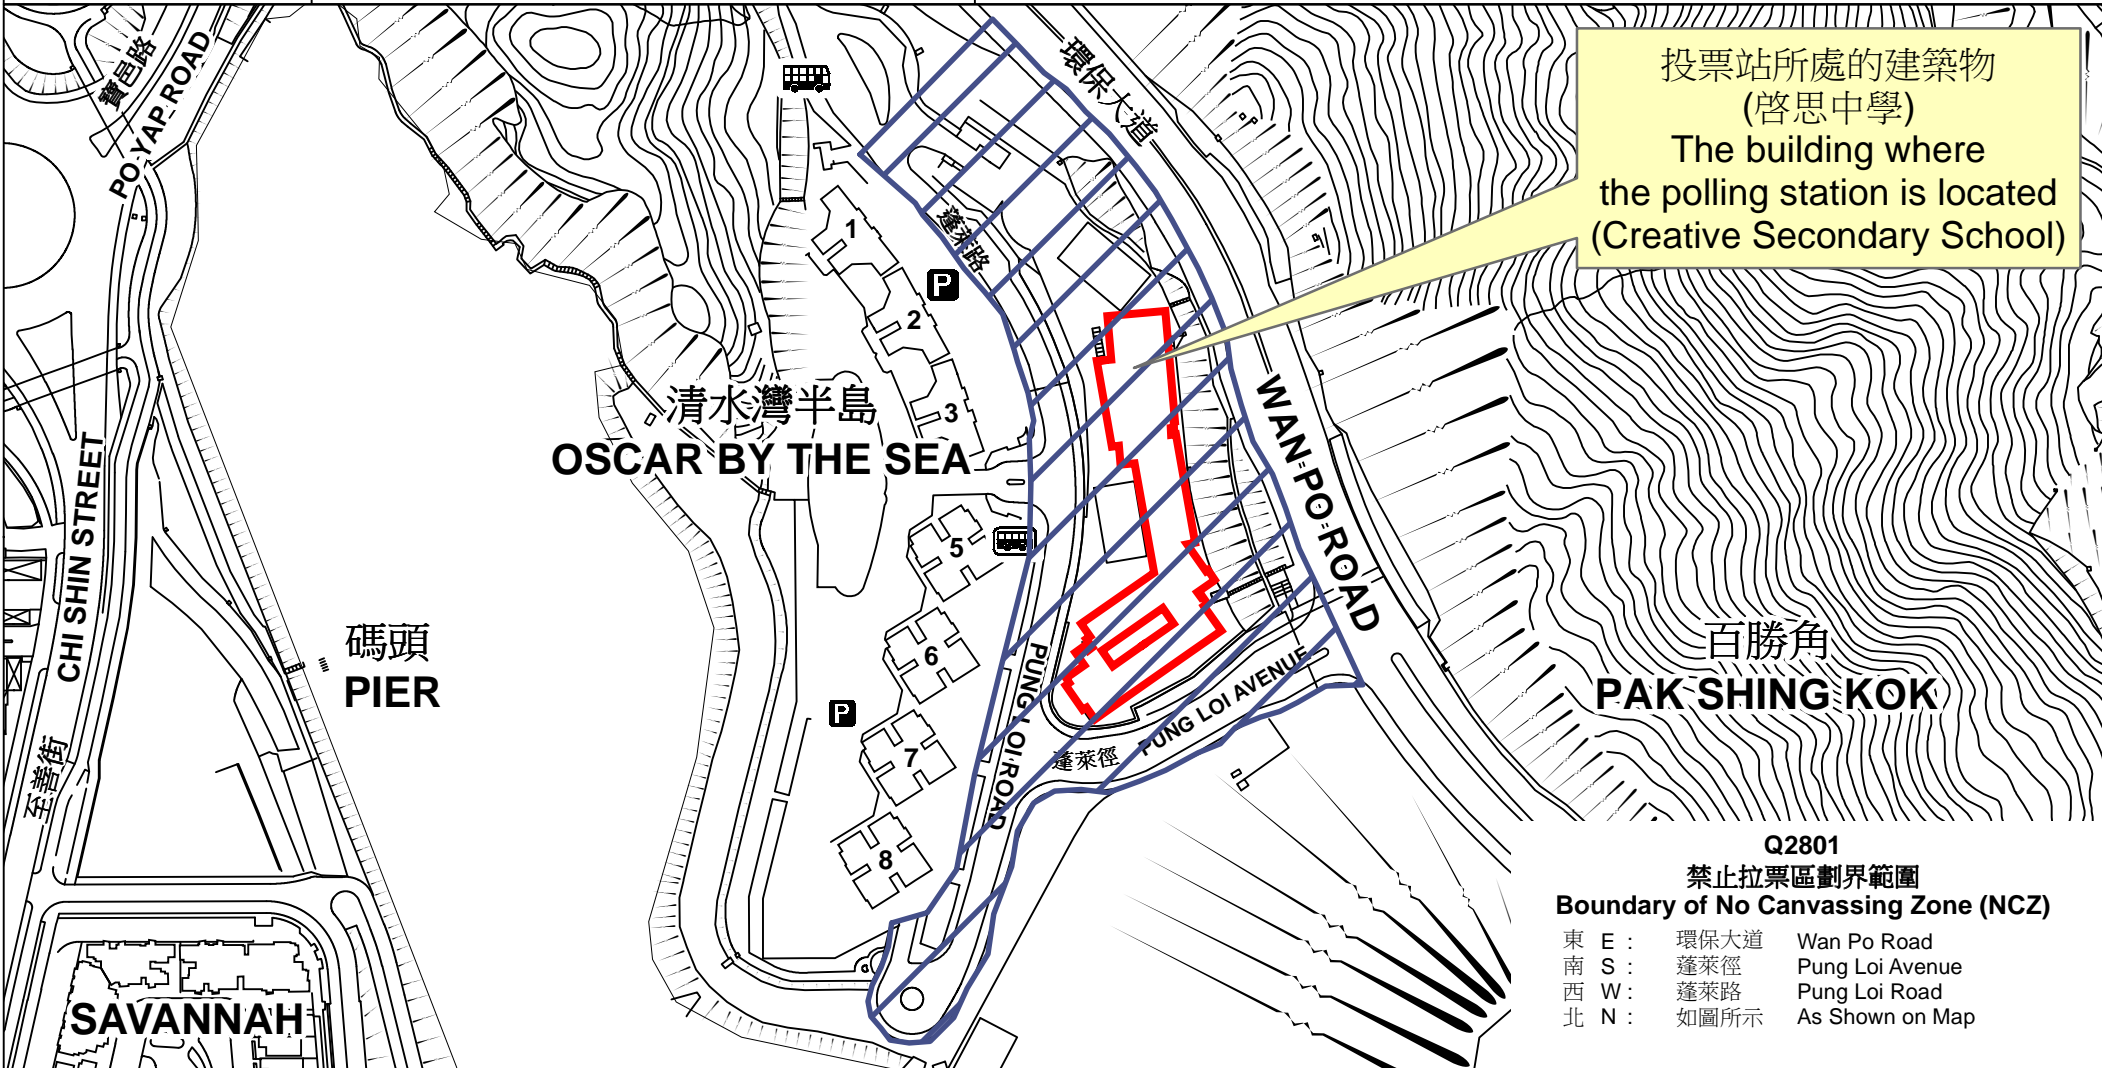 寶邑路
PO YAP ROAD
環保大道
投票站所處的建築物
(啓思中學)
The building where
the polling station is located
(Creative Secondary School)
1
蓬萊路
P
2
3
清水灣半島
OSCAR BY THE SEA
WAN PO ROAD
CHI SHIN STREET
至善街
5
6
碼頭
PIER
P
7
8
PUNG LOI ROAD
PUNG LOI AVENUE
蓬萊徑
百勝角
PAK SHING KOK
SAVANNAH
Q2801
禁止拉票區劃界範圍
Boundary of No Canvassing Zone (NCZ)
東 E : 環保大道 Wan Po Road
南 S : 蓬萊徑 Pung Loi Avenue
西 W : 蓬萊路 Pung Loi Road
北 N : 如圖所示 As Shown on Map